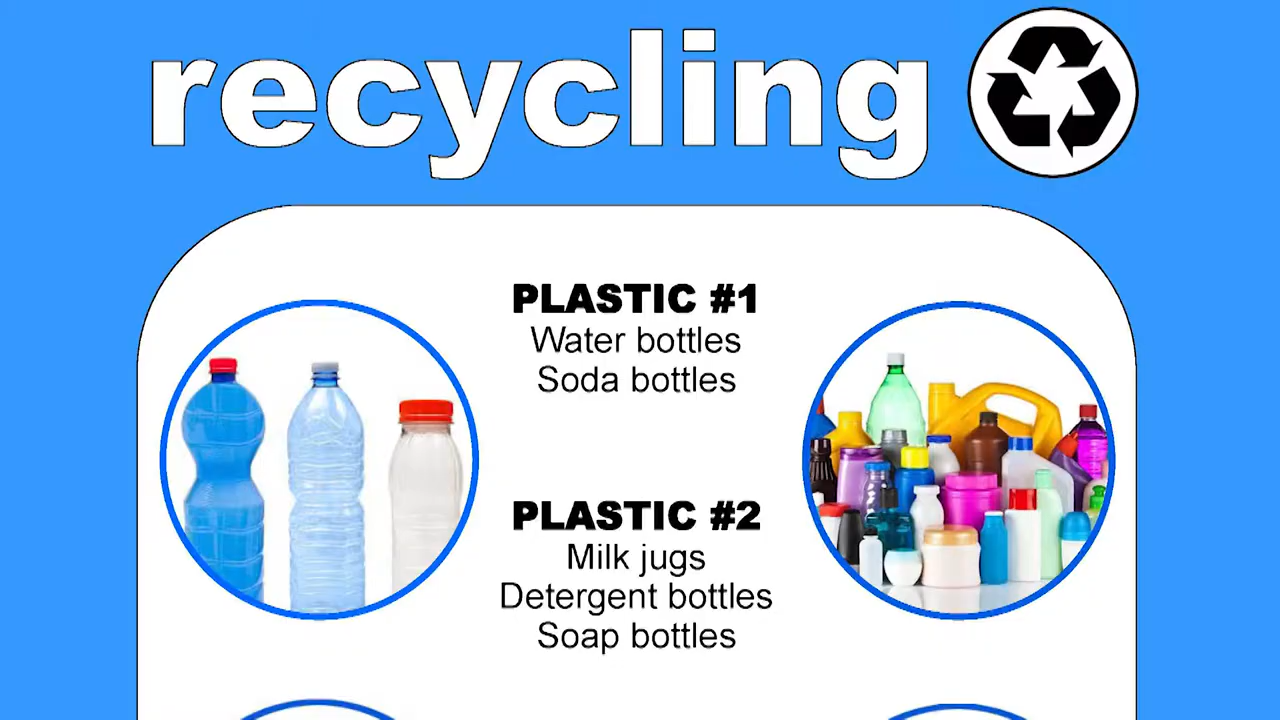 recycling
PLASTIC #1
Water bottles
Soda bottles
PLASTIC #2
Milk jugs
Detergent bottles
Soap bottles